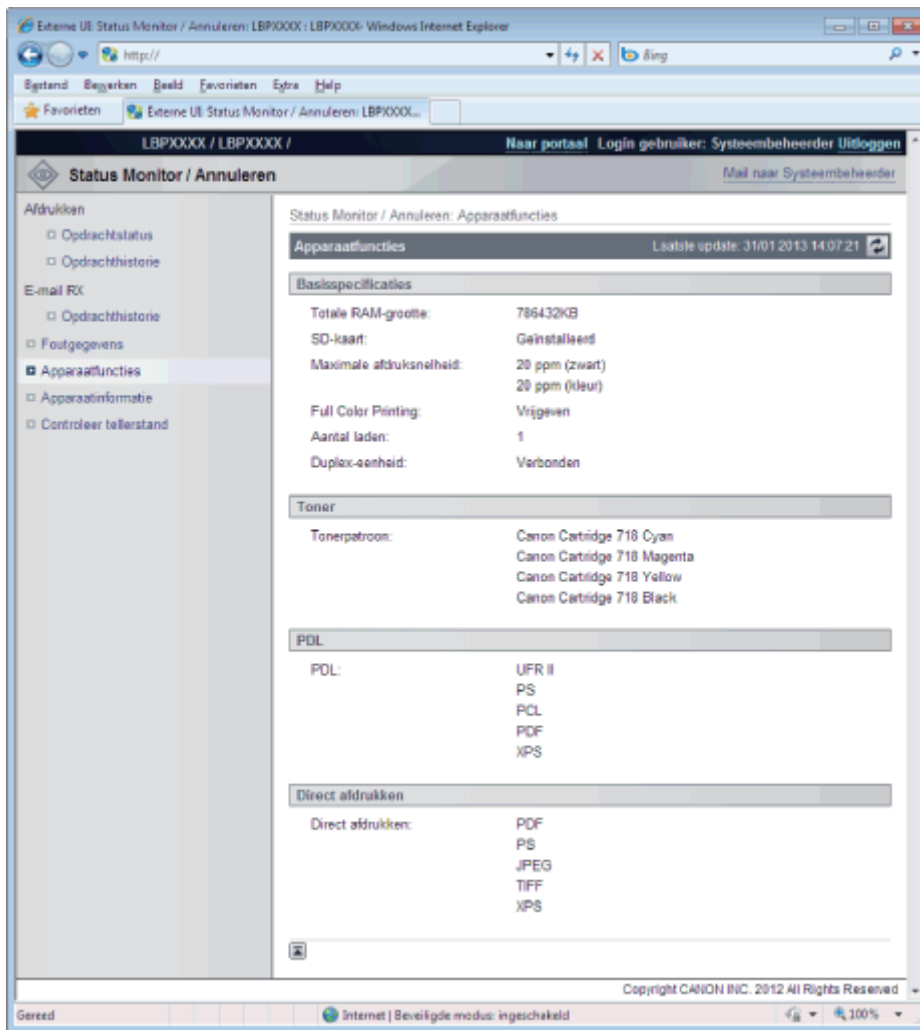 Externe UI: Status Monitor / Annuleren: LBPXXXX : LBPXXXX- Windows Internet Explorer
http://
Bing
Bestand Bewerken Beeld Favorieten Extra Help
Favorieten
Externe UI: Status Monitor / Annuleren: LBPXXXX...
LBPXXXX / LBPXXXX /
Naar portaal Login gebruiker: Systeembeheerder Uitloggen
Status Monitor / Annuleren
Mail naar Systeembeheerder
Afdrukken
Opdrachtstatus
Opdrachthistorie
E-mail RX
Opdrachthistorie
Foutgegevens
Apparaatfuncties
Apparaatinformatie
Controleer tellerstand
Status Monitor / Annuleren: Apparaatfuncties
Apparaatfuncties Laatste update: 31/01 2013 14:07:21
Basisspecificaties
Totale RAM-grootte: 786432KB
SD-kaart: Geïnstalleerd
Maximale afdruksnelheid: 20 ppm (zwart)
20 ppm (kleur)
Full Color Printing: Vrijgeven
Aantal laden: 1
Duplex-eenheid: Verbonden
Toner
Tonerpatroon: Canon Cartridge 718 Cyan
Canon Cartridge 718 Magenta
Canon Cartridge 718 Yellow
Canon Cartridge 718 Black
PDL
PDL: UFR II
PS
PCL
PDF
XPS
Direct afdrukken
Direct afdrukken: PDF
PS
JPEG
TIFF
XPS
Copyright CANON INC. 2012 All Rights Reserved
Gereed
Internet | Beveiligde modus: ingeschakeld
100%